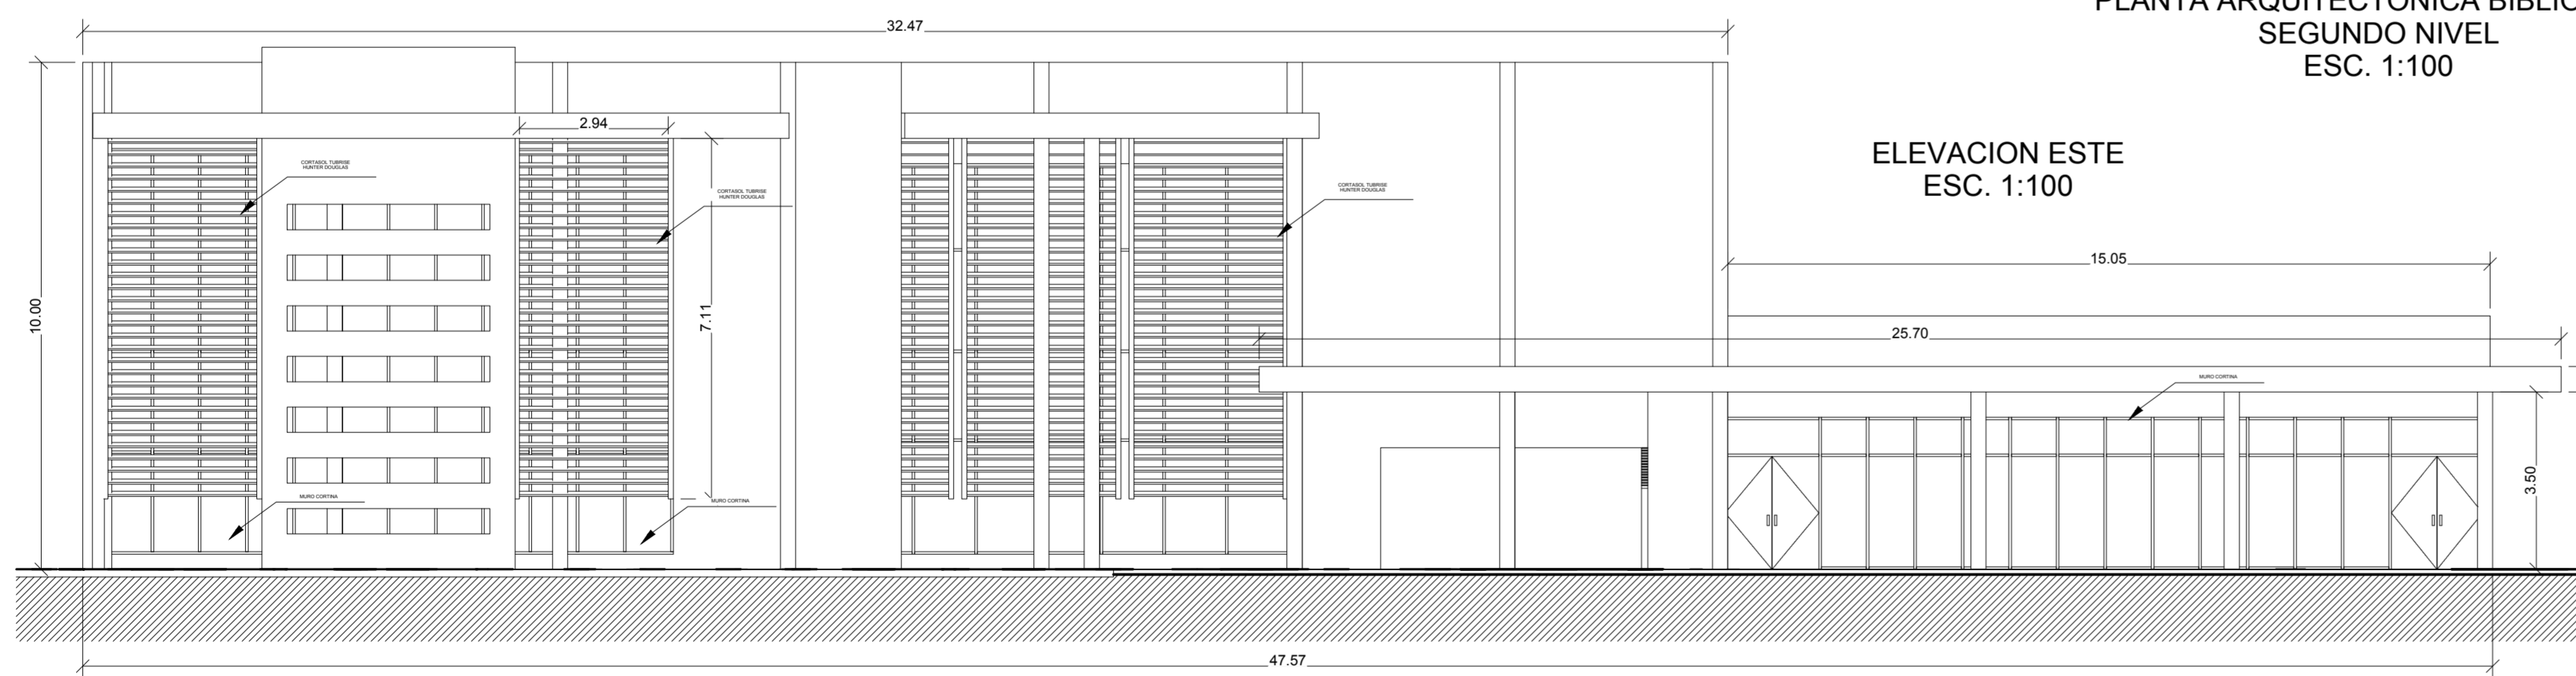 PLANTA ARQUITECTONICA BIBLIO
SEGUNDO NIVEL
ESC. 1:100
32.47
2.94
ELEVACION ESTE
ESC. 1:100
CORTASOL TUBRISE
HUNTER DOUGLAS
CORTASOL TUBRISE
HUNTER DOUGLAS
CORTASOL TUBRISE
HUNTER DOUGLAS
15.05
10.00
7.11
25.70
MURO CORTINA
3.50
MURO CORTINA
MURO CORTINA
47.57